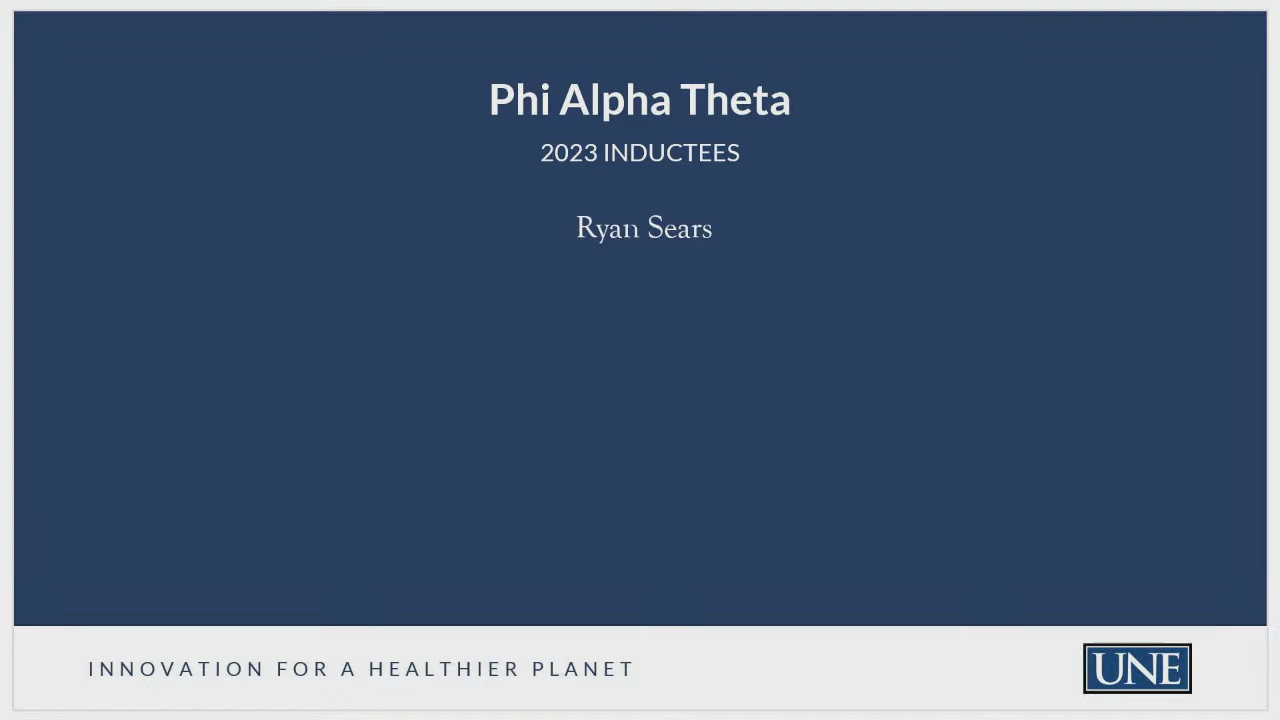 Phi Alpha Theta
2023 INDUCTEES
Ryan Sears
INNOVATION FOR A HEALTHIER PLANET
UNE